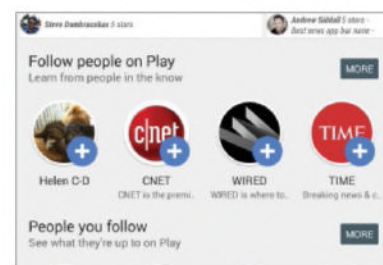 Steve Dombrauskas 5 stars
Andrew Siddall 5 stars -
Best news app bar none -
Follow people on Play
Learn from people in the know
MORE
c|net
TIME
Helen C-D
CNET
WIRED
TIME
CNET is the premi..
WIRED is where to..
Breaking news & c..
People you follow
See what they're up to on Play
MORE